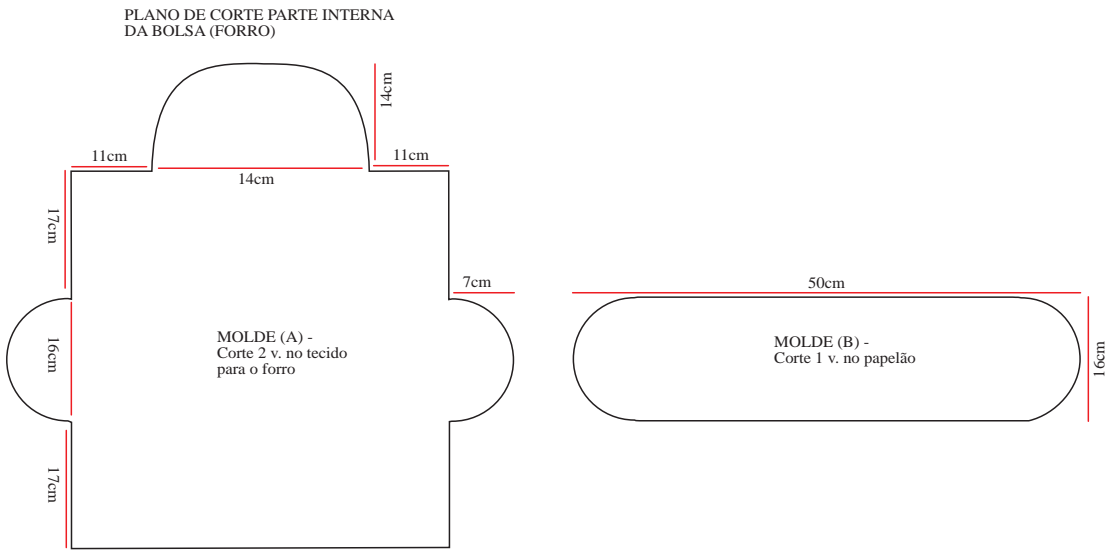 PLANO DE CORTE PARTE INTERNA
DA BOLSA (FORRO)
14cm
11cm
11cm
14cm
17cm
7cm
50cm
16cm
MOLDE (A) -
Corte 2 v. no tecido
para o forro
MOLDE (B) -
Corte 1 v. no papelão
16cm
17cm